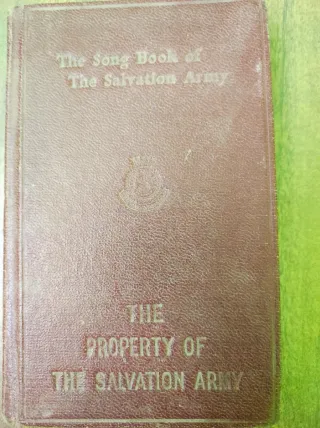 The Song Book of
The Salvation Army
THE
PROPERTY OF
THE SALVATION ARMY